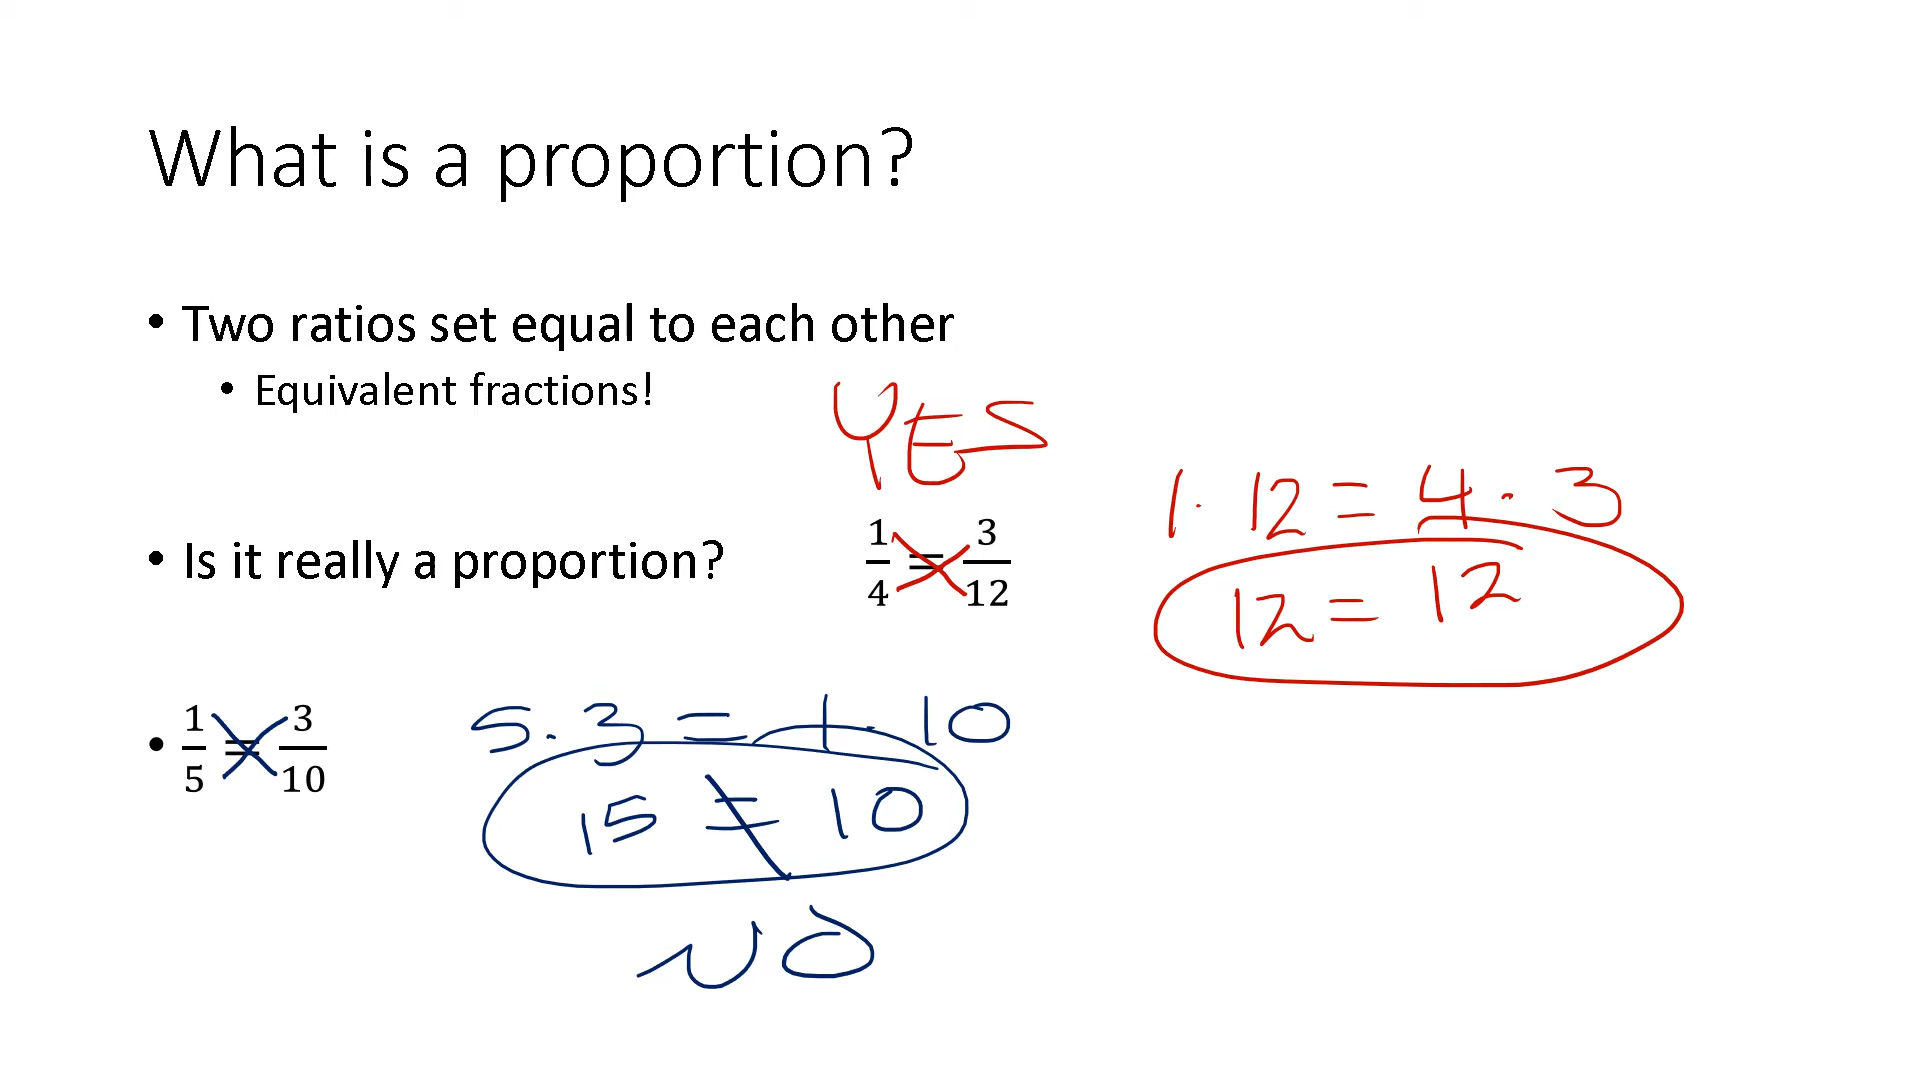 What is a proportion?
• Two ratios set equal to each other
• Equivalent fractions!
YES
1 · 12 = 4 · 3
• Is it really a proportion? 1/4 = 3/12
12 = 12
• 1/5 = 3/10
5 · 3 = 1 · 10
15 ≠ 10
NO